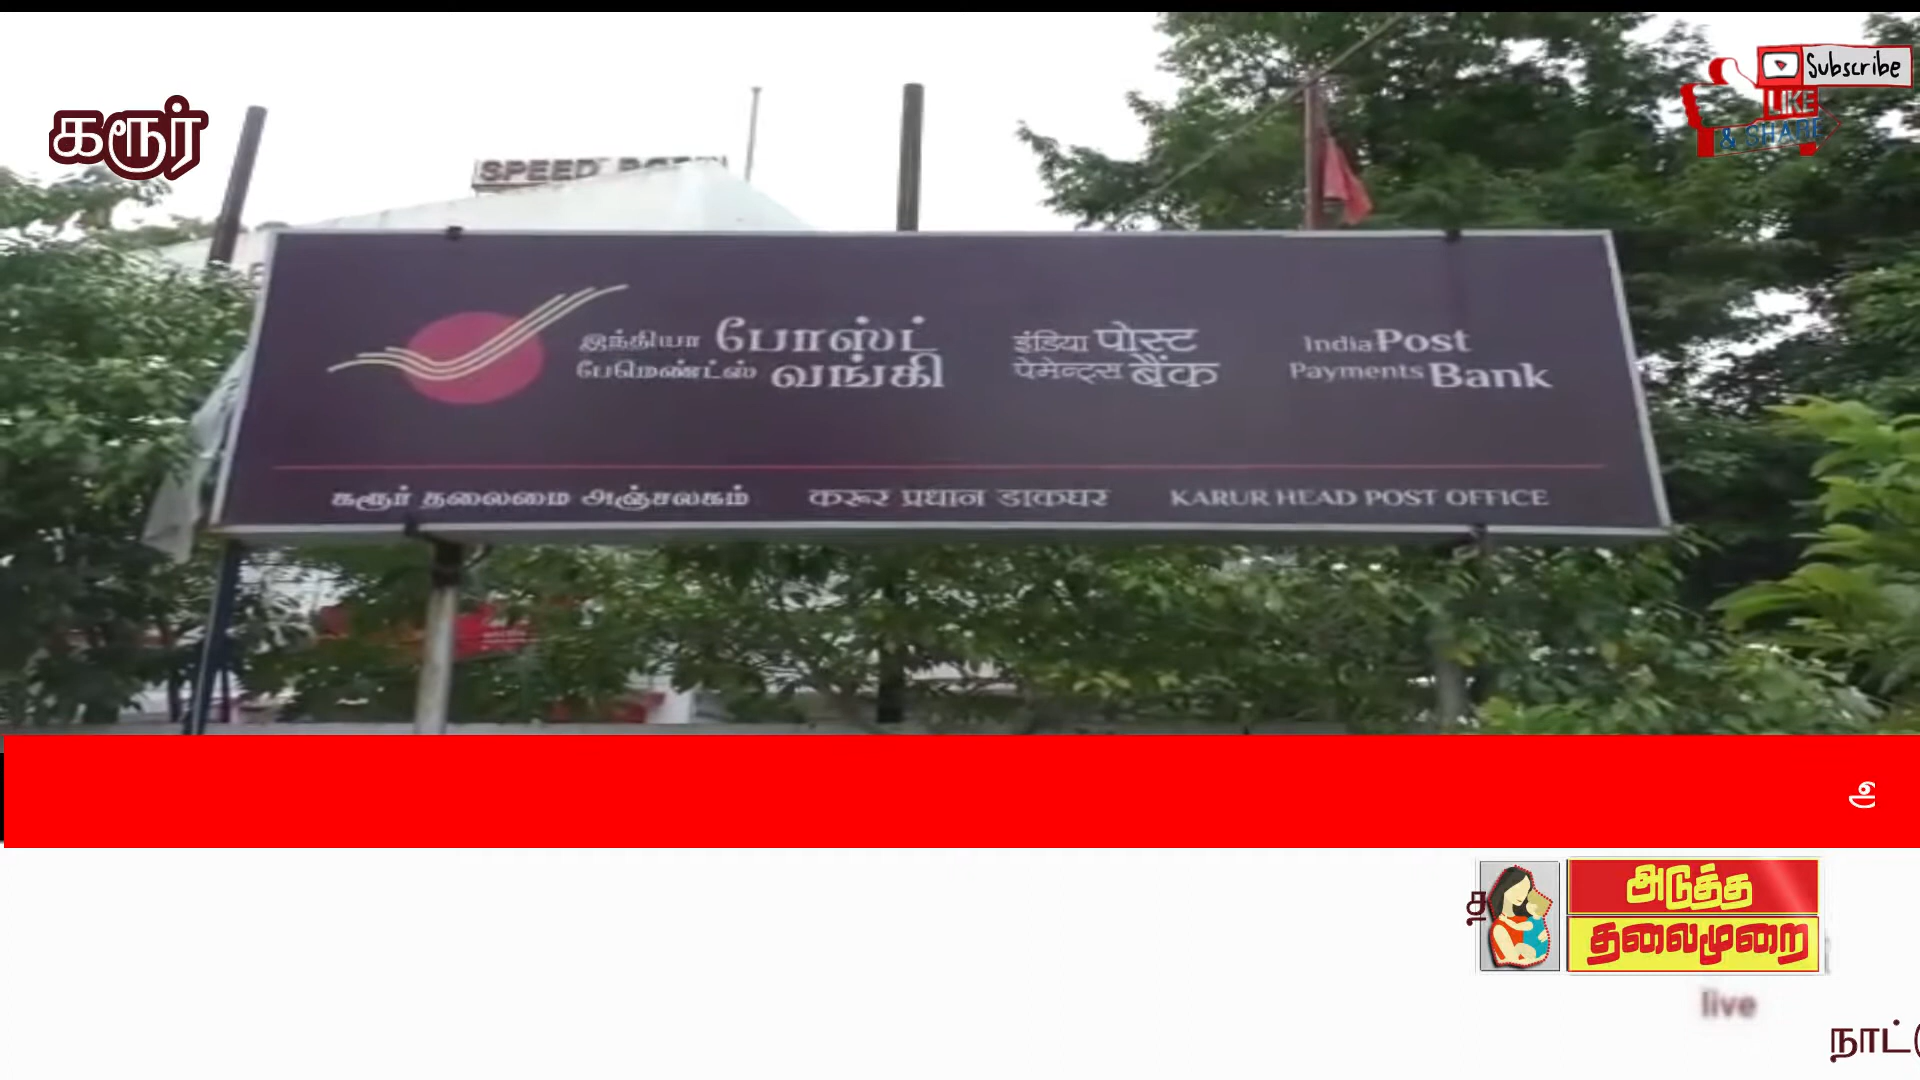 Subscribe
LIKE
& SHARE
கரூர்
SPEED
இந்தியா போஸ்ட்
பேமெண்ட்ஸ் வங்கி
इंडिया पोस्ट
पेमेन्ट्स बैंक
India Post
Payments Bank
கரூர் தலைமை அஞ்சலகம்
करूर प्रधान डाकघर
KARUR HEAD POST OFFICE
அடுத்த
தலைமுறை
live